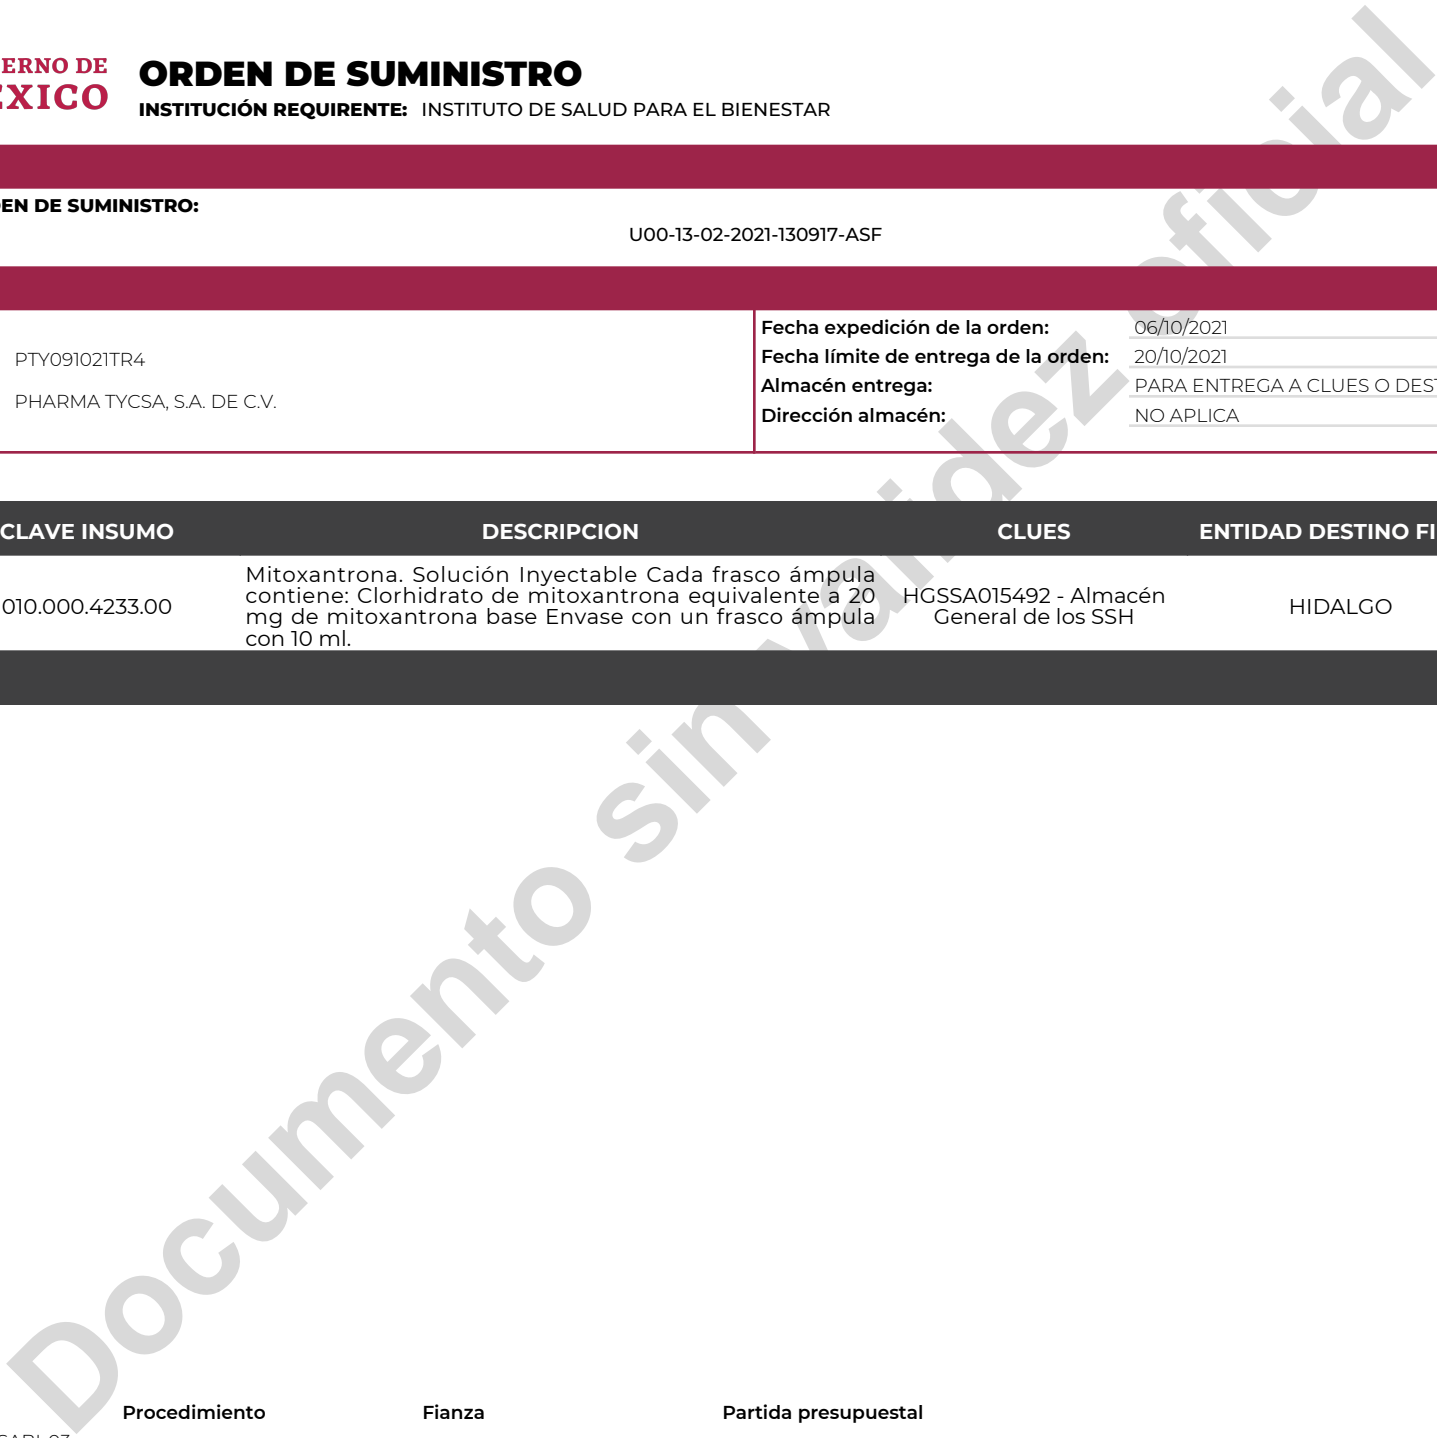 ERNO DE
ÉXICO
ORDEN DE SUMINISTRO
INSTITUCIÓN REQUIRENTE: INSTITUTO DE SALUD PARA EL BIENESTAR
EN DE SUMINISTRO:
U00-13-02-2021-130917-ASF
PTY091021TR4
PHARMA TYCSA, S.A. DE C.V.
Fecha expedición de la orden: 06/10/2021
Fecha límite de entrega de la orden: 20/10/2021
Almacén entrega: PARA ENTREGA A CLUES O DEST
Dirección almacén: NO APLICA
CLAVE INSUMO DESCRIPCION CLUES ENTIDAD DESTINO FI
010.000.4233.00
Mitoxantrona. Solución Inyectable Cada frasco ámpula
contiene: Clorhidrato de mitoxantrona equivalente a 20
mg de mitoxantrona base Envase con un frasco ámpula
con 10 ml.
HGSSA015492 - Almacén
General de los SSH
HIDALGO
Documento sin validez oficial
Procedimiento Fianza Partida presupuestal